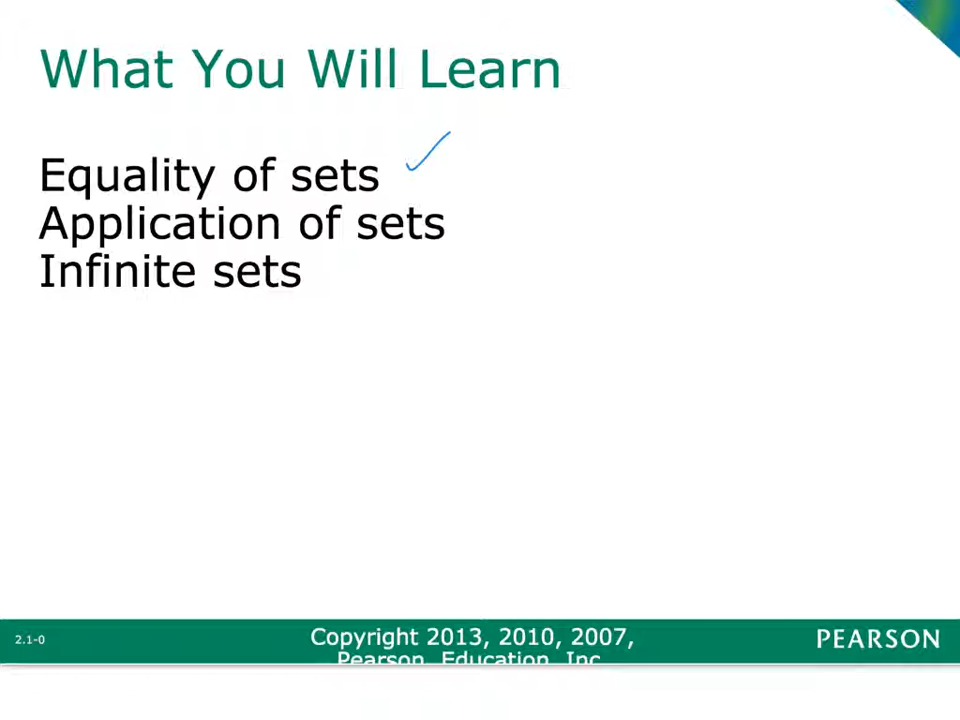 What You Will Learn
Equality of sets
Application of sets
Infinite sets
2.1-0
Copyright 2013, 2010, 2007,
Pearson, Education, Inc.
PEARSON